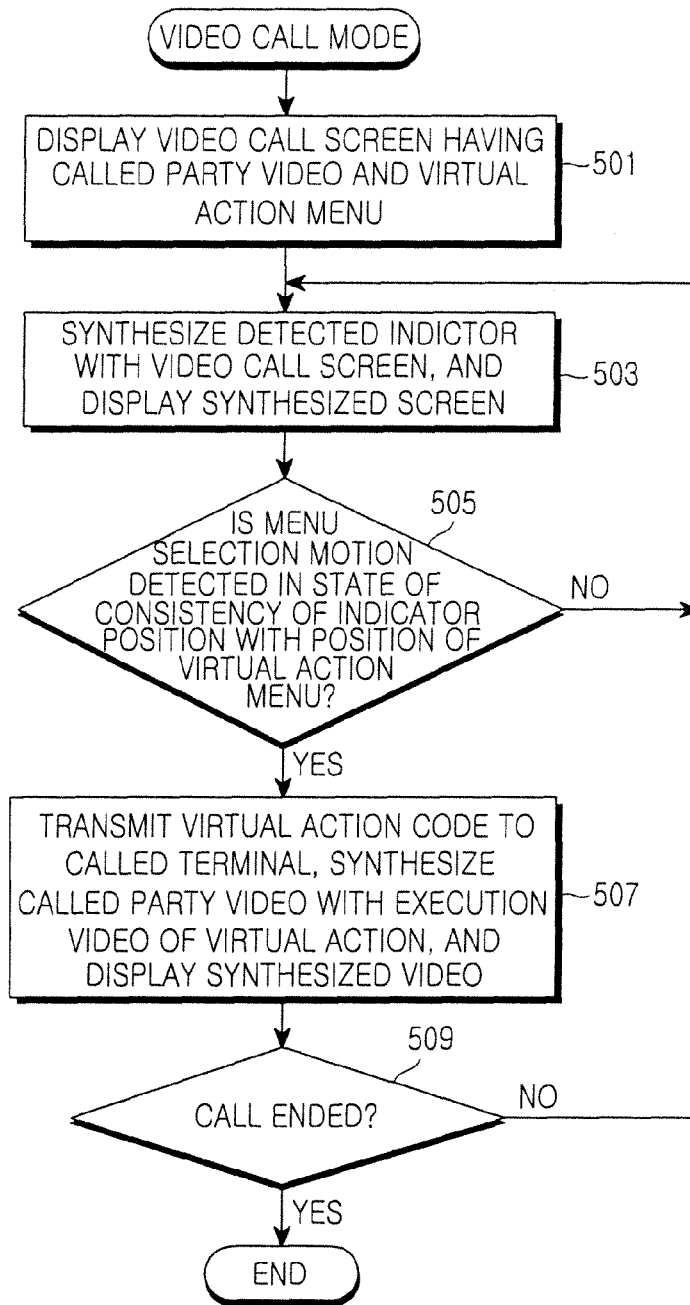 VIDEO CALL MODE
DISPLAY VIDEO CALL SCREEN HAVING
CALLED PARTY VIDEO AND VIRTUAL
ACTION MENU
501
SYNTHESIZE DETECTED INDICTOR
WITH VIDEO CALL SCREEN, AND
DISPLAY SYNTHESIZED SCREEN
503
505
IS MENU
SELECTION MOTION
DETECTED IN STATE OF
CONSISTENCY OF INDICATOR
POSITION WITH POSITION OF
VIRTUAL ACTION
MENU?
NO
YES
TRANSMIT VIRTUAL ACTION CODE TO
CALLED TERMINAL, SYNTHESIZE
CALLED PARTY VIDEO WITH EXECUTION
VIDEO OF VIRTUAL ACTION, AND
DISPLAY SYNTHESIZED VIDEO
507
509
CALL ENDED?
NO
YES
END